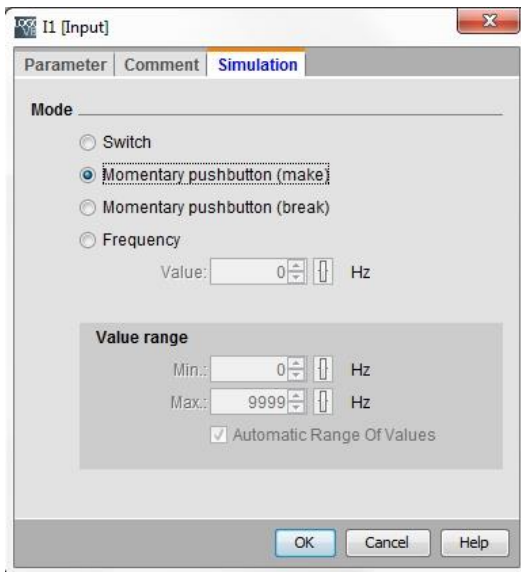 I1 [Input]
Parameter Comment Simulation
Mode
Switch
Momentary pushbutton (make)
Momentary pushbutton (break)
Frequency
Value: 0 Hz
Value range
Min.: 0 Hz
Max.: 9999 Hz
Automatic Range Of Values
OK Cancel Help